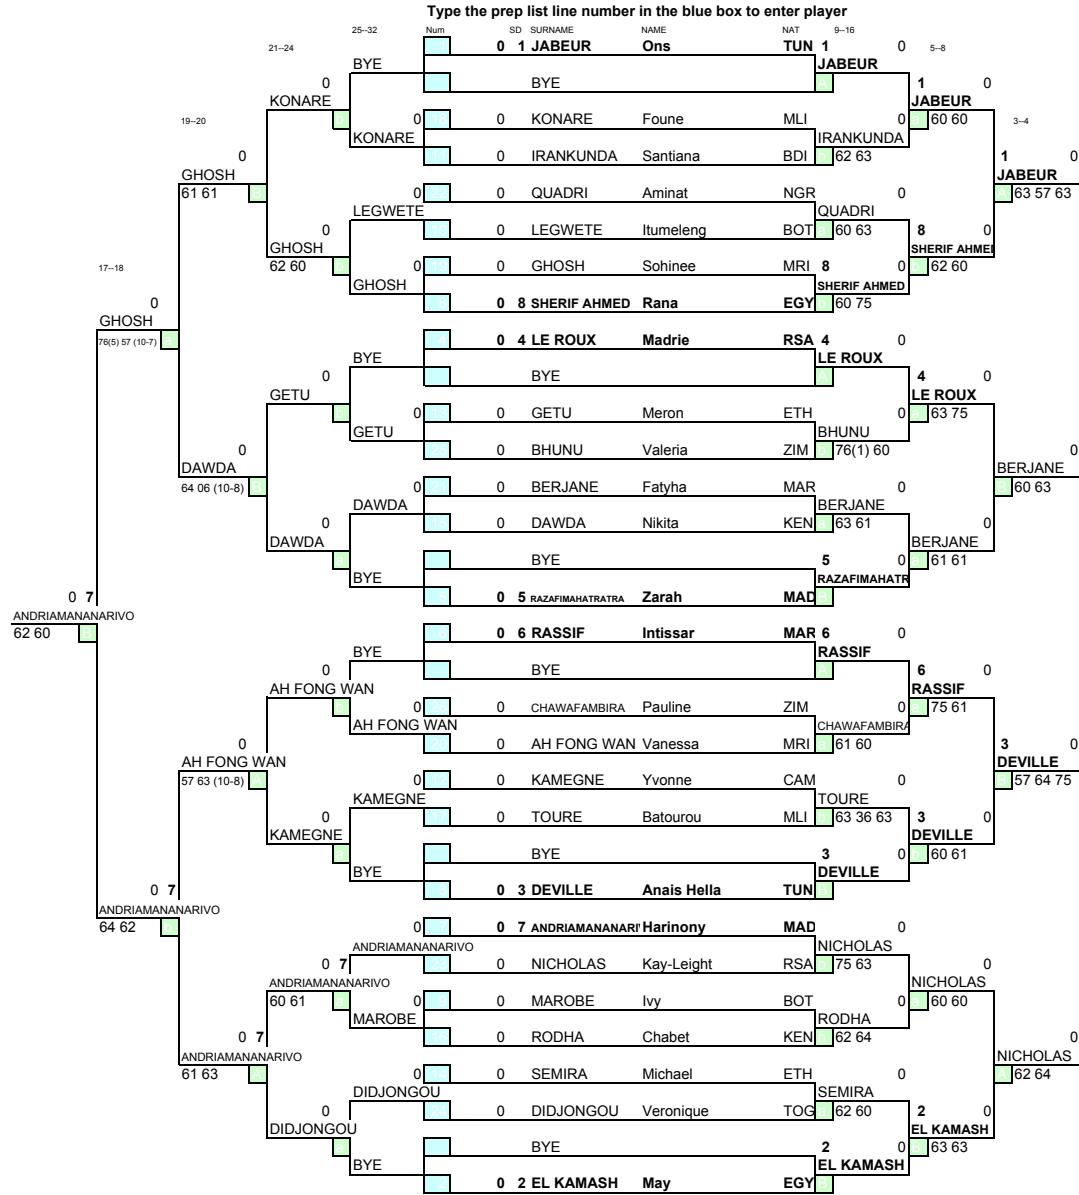 Type the prep list line number in the blue box to enter player
25--32 Num SD SURNAME NAME NAT 9--16
21--24 0 1 JABEUR Ons TUN 1 0 5--8
BYE JABEUR
0 BYE 1 0
KONARE JABEUR
19--20 0 0 KONARE Foune MLI 0 60 60 3--4
KONARE IRANKUNDA
0 0 IRANKUNDA Santiana BDI 62 63 1 0
GHOSH JABEUR
61 61 0 0 QUADRI Aminat NGR 0 63 57 63
LEGWETE QUADRI
0 0 LEGWETE Itumeleng BOT 60 63 8 0
GHOSH SHERIF AHMED
17--18 62 60 0 0 GHOSH Sohinee MRI 8 0 62 60
GHOSH SHERIF AHMED
0 0 8 SHERIF AHMED Rana EGY 60 75
GHOSH
76(5) 57 (10-7) 0 4 LE ROUX Madrie RSA 4 0
BYE LE ROUX
0 BYE 4 0
GETU LE ROUX
0 0 GETU Meron ETH 0 63 75
GETU BHUNU
0 0 BHUNU Valeria ZIM 76(1) 60 0
DAWDA BERJANE
64 06 (10-8) 0 0 BERJANE Fatyha MAR 0 60 63
DAWDA BERJANE
0 0 DAWDA Nikita KEN 63 61 0
DAWDA BERJANE
BYE 5 0 61 61
BYE RAZAFIMAHATR
0 7 0 5 RAZAFIMAHATRATRA Zarah MAD
ANDRIAMANANARIVO
62 60 0 6 RASSIF Intissar MAR 6 0
BYE RASSIF
0 BYE 6 0
AH FONG WAN RASSIF
0 0 CHAWAFAMBIRA Pauline ZIM 0 75 61
AH FONG WAN CHAWAFAMBIRA
0 0 AH FONG WAN Vanessa MRI 61 60 3 0
AH FONG WAN DEVILLE
57 63 (10-8) 0 0 KAMEGNE Yvonne CAM 0 57 64 75
KAMEGNE TOURE
0 0 TOURE Batourou MLI 63 36 63 3 0
KAMEGNE DEVILLE
BYE 3 0 60 61
BYE DEVILLE
0 7 0 3 DEVILLE Anais Hella TUN
ANDRIAMANANARIVO
64 62 0 0 7 ANDRIAMANANARI Harinony MAD 0
ANDRIAMANANARIVO NICHOLAS
0 7 0 NICHOLAS Kay-Leight RSA 75 63 0
ANDRIAMANANARIVO NICHOLAS
60 61 0 0 MAROBE Ivy BOT 0 60 60
MAROBE RODHA
0 7 0 RODHA Chabet KEN 62 64 0
ANDRIAMANANARIVO NICHOLAS
61 63 0 0 SEMIRA Michael ETH 0 62 64
DIDJONGOU SEMIRA
0 0 DIDJONGOU Veronique TOG 62 60 2 0
DIDJONGOU EL KAMASH
BYE 2 0 63 63
BYE EL KAMASH
0 2 EL KAMASH May EGY